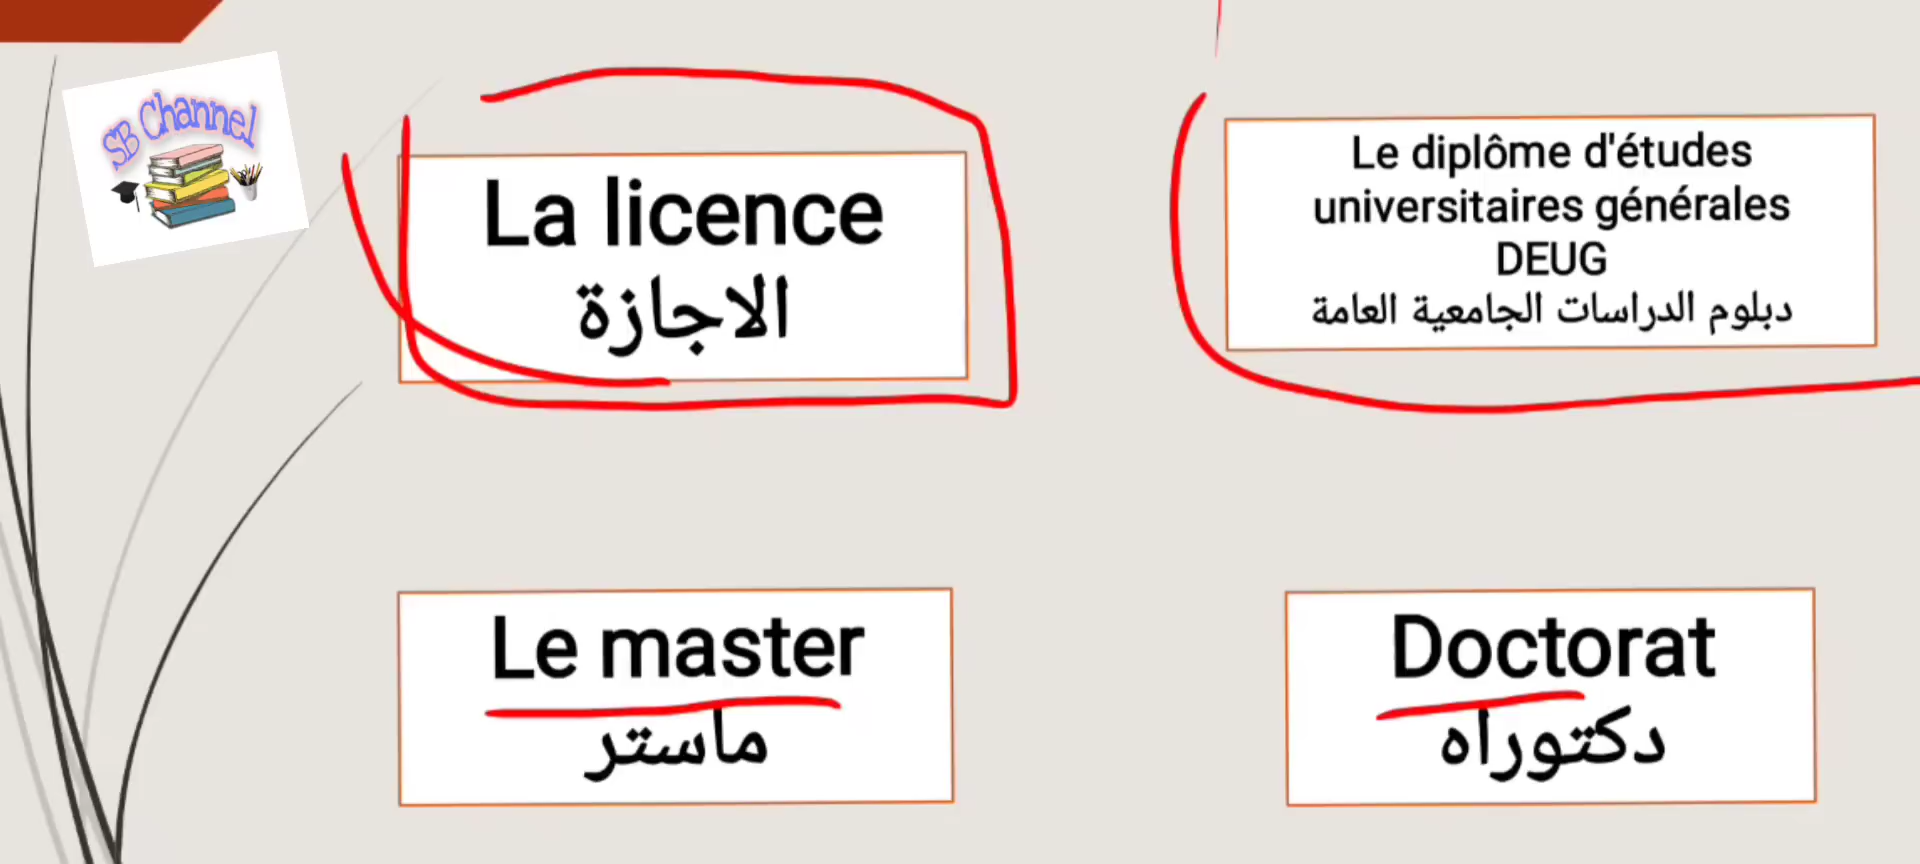 SB Channel
La licence
الاجازة
Le diplôme d'études
universitaires générales
DEUG
دبلوم الدراسات الجامعية العامة
Le master
ماستر
Doctorat
دكتوراه